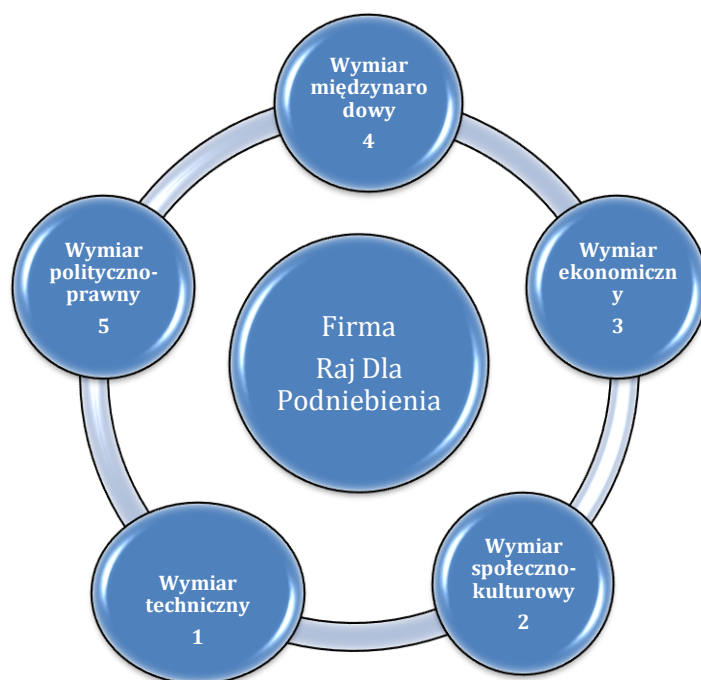 Wymiar
międzynaro
dowy
4
Wymiar
polityczno-
prawny
5
Wymiar
ekonomiczn
y
3
Firma
Raj Dla
Podniebienia
Wymiar
techniczny
1
Wymiar
społeczno-
kulturowy
2